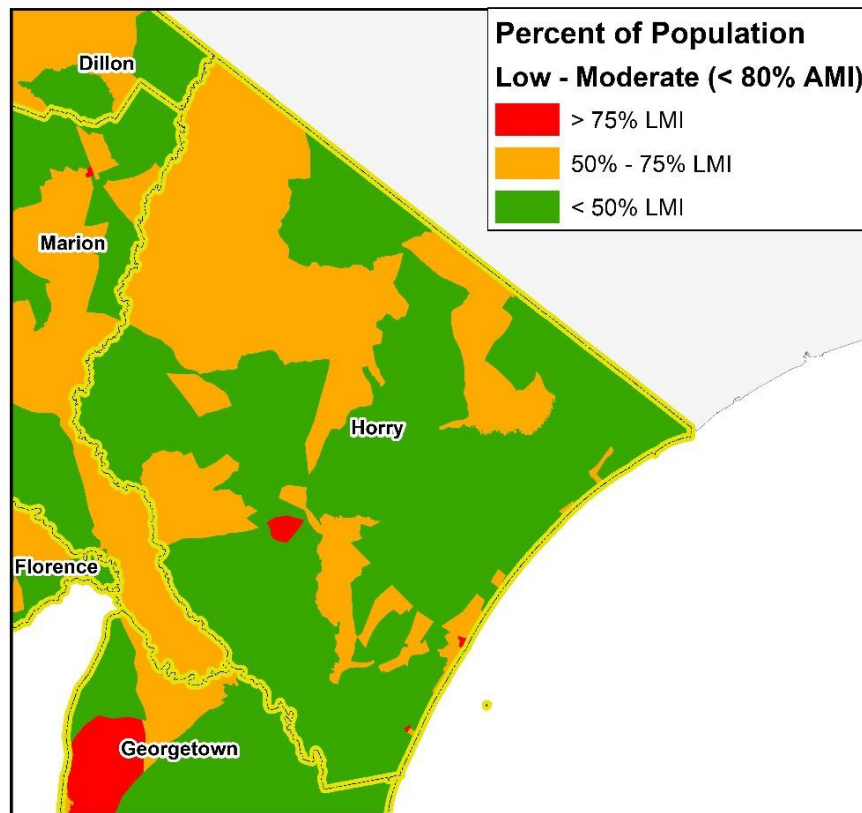 Percent of Population
Low - Moderate (< 80% AMI)
> 75% LMI
50% - 75% LMI
< 50% LMI
Dillon
Marion
Horry
Florence
Georgetown